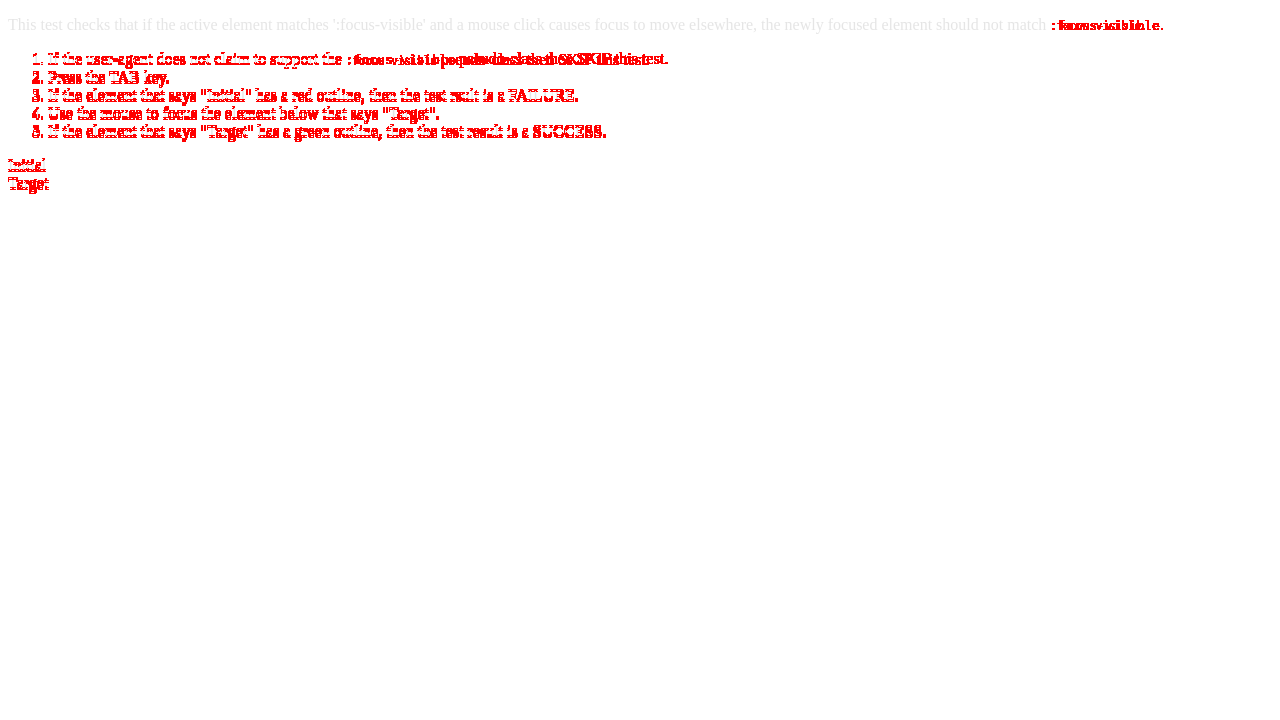 This test checks that if the active element matches ':focus-visible' and a mouse click causes focus to move elsewhere, the newly focused element should not match :focus-visible.
1. If the user-agent does not claim to support the :focus-visible pseudo-class then SKIP this test.
2. Press the TAB key.
3. If the element that says "Initial" has a red outline, then the test result is a FAILURE.
4. Use the mouse to focus the element below that says "Target".
5. If the element that says "Target" has a green outline, then the test result is a SUCCESS.
Initial
Target